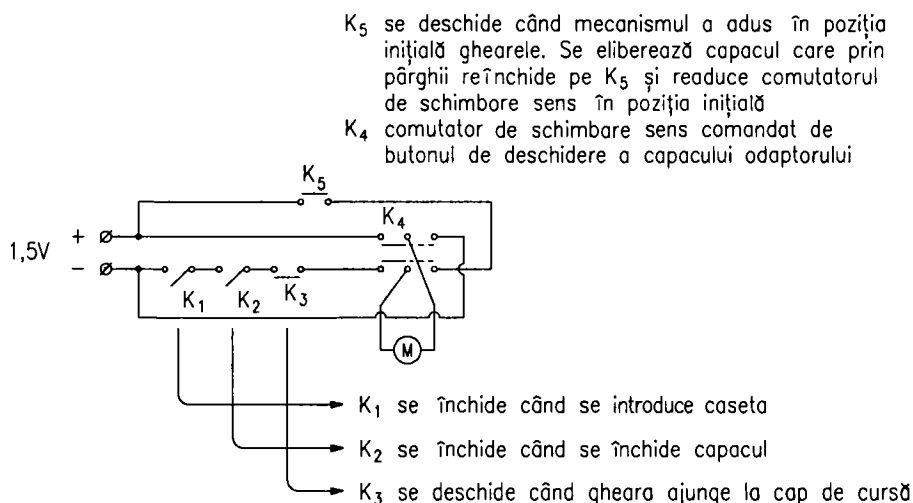 K5 se deschide când mecanismul a adus în poziția
inițială ghearele. Se eliberează capacul care prin
pârghii reînchide pe K5 și readuce comutatorul
de schimbore sens în poziția inițială
K4 comutator de schimbare sens comandat de
butonul de deschidere a capacului odaptorului
K5
K4
1,5V
+
-
K1
K2
K3
M
K1 se închide când se introduce caseta
K2 se închide când se închide capacul
K3 se deschide când gheara ajunge la cap de cursă